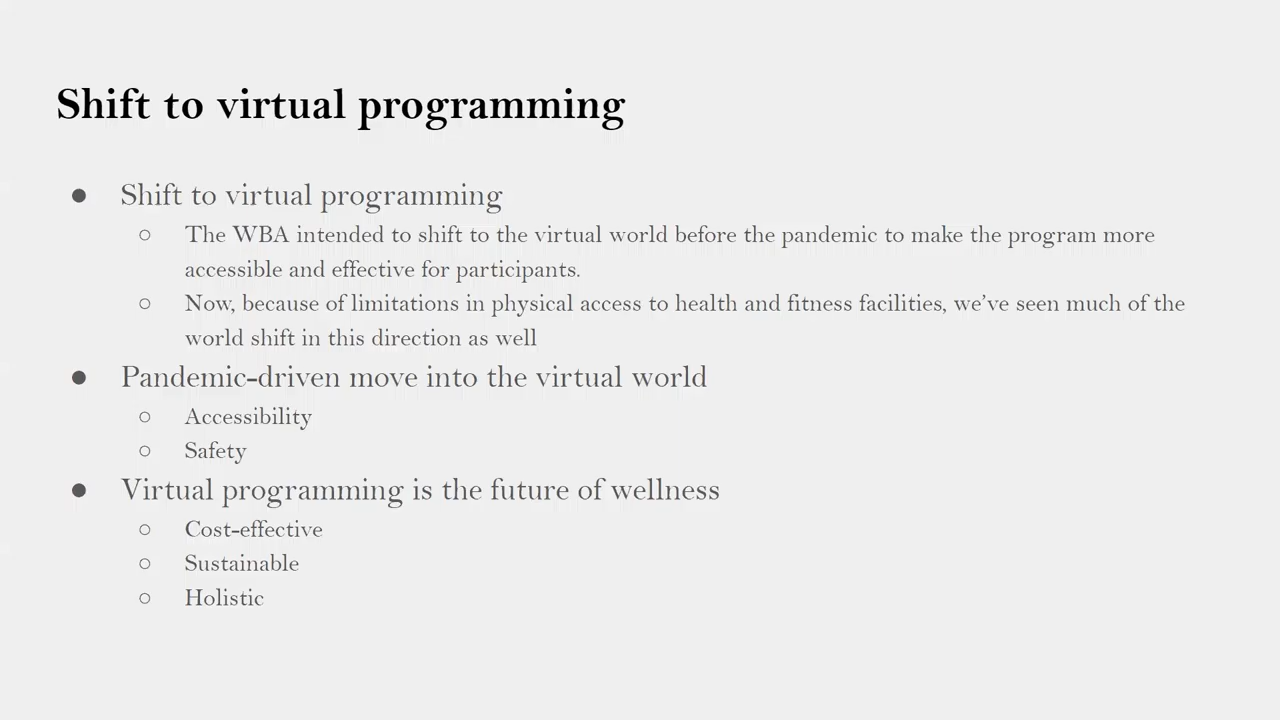 Shift to virtual programming
● Shift to virtual programming
○ The WBA intended to shift to the virtual world before the pandemic to make the program more
accessible and effective for participants.
○ Now, because of limitations in physical access to health and fitness facilities, we’ve seen much of the
world shift in this direction as well
● Pandemic-driven move into the virtual world
○ Accessibility
○ Safety
● Virtual programming is the future of wellness
○ Cost-effective
○ Sustainable
○ Holistic